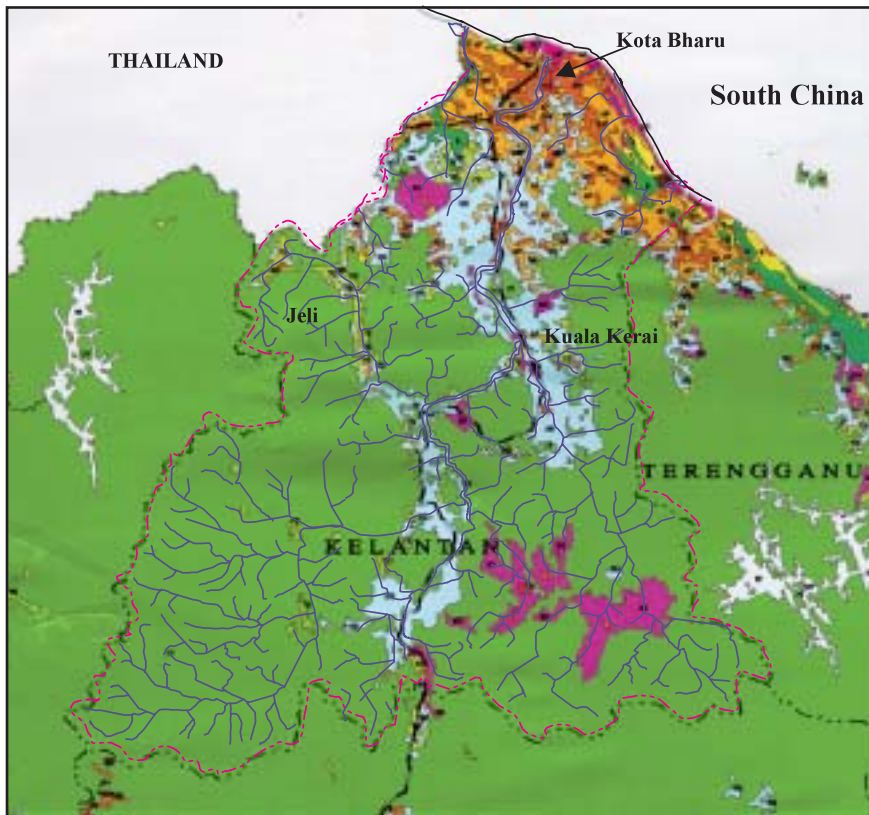 Kota Bharu
THAILAND
South China
Jeli
Kuala Kerai
TERENGGANU
KELANTAN